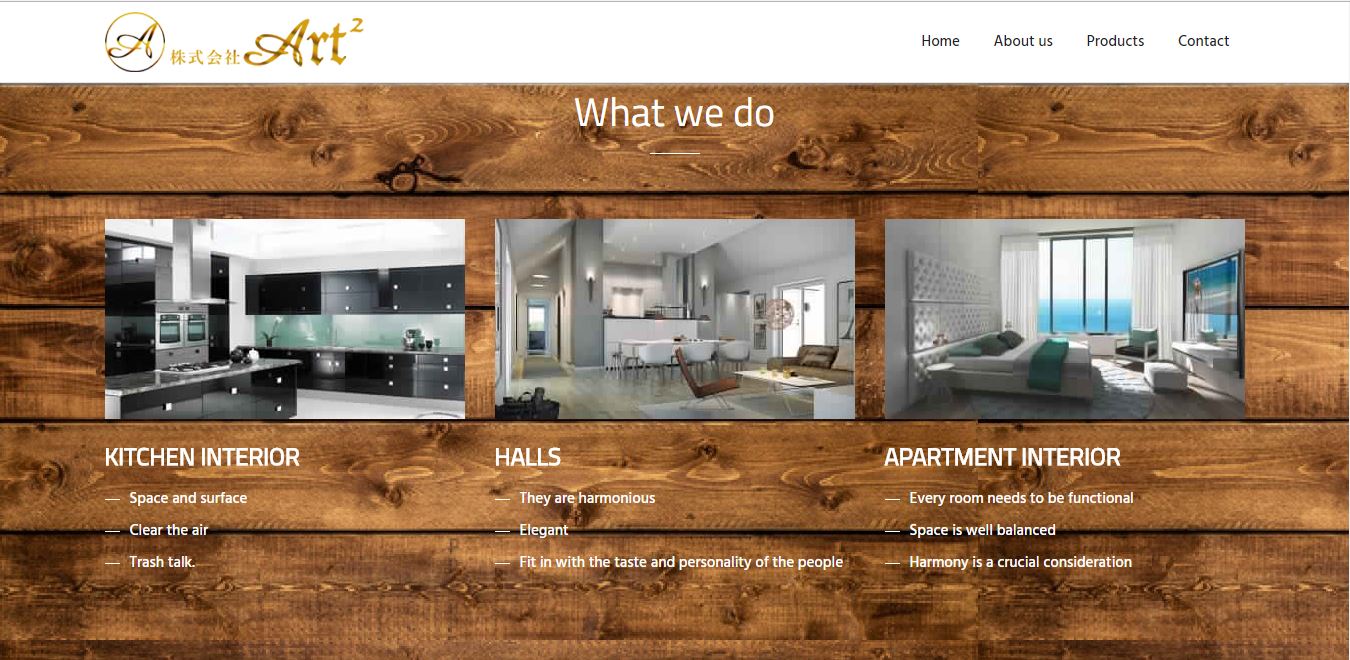 A 株式会社 Art²
Home About us Products Contact
What we do
KITCHEN INTERIOR
Space and surface
Clear the air
Trash talk.
HALLS
They are harmonious
Elegant
Fit in with the taste and personality of the people
APARTMENT INTERIOR
Every room needs to be functional
Space is well balanced
Harmony is a crucial consideration